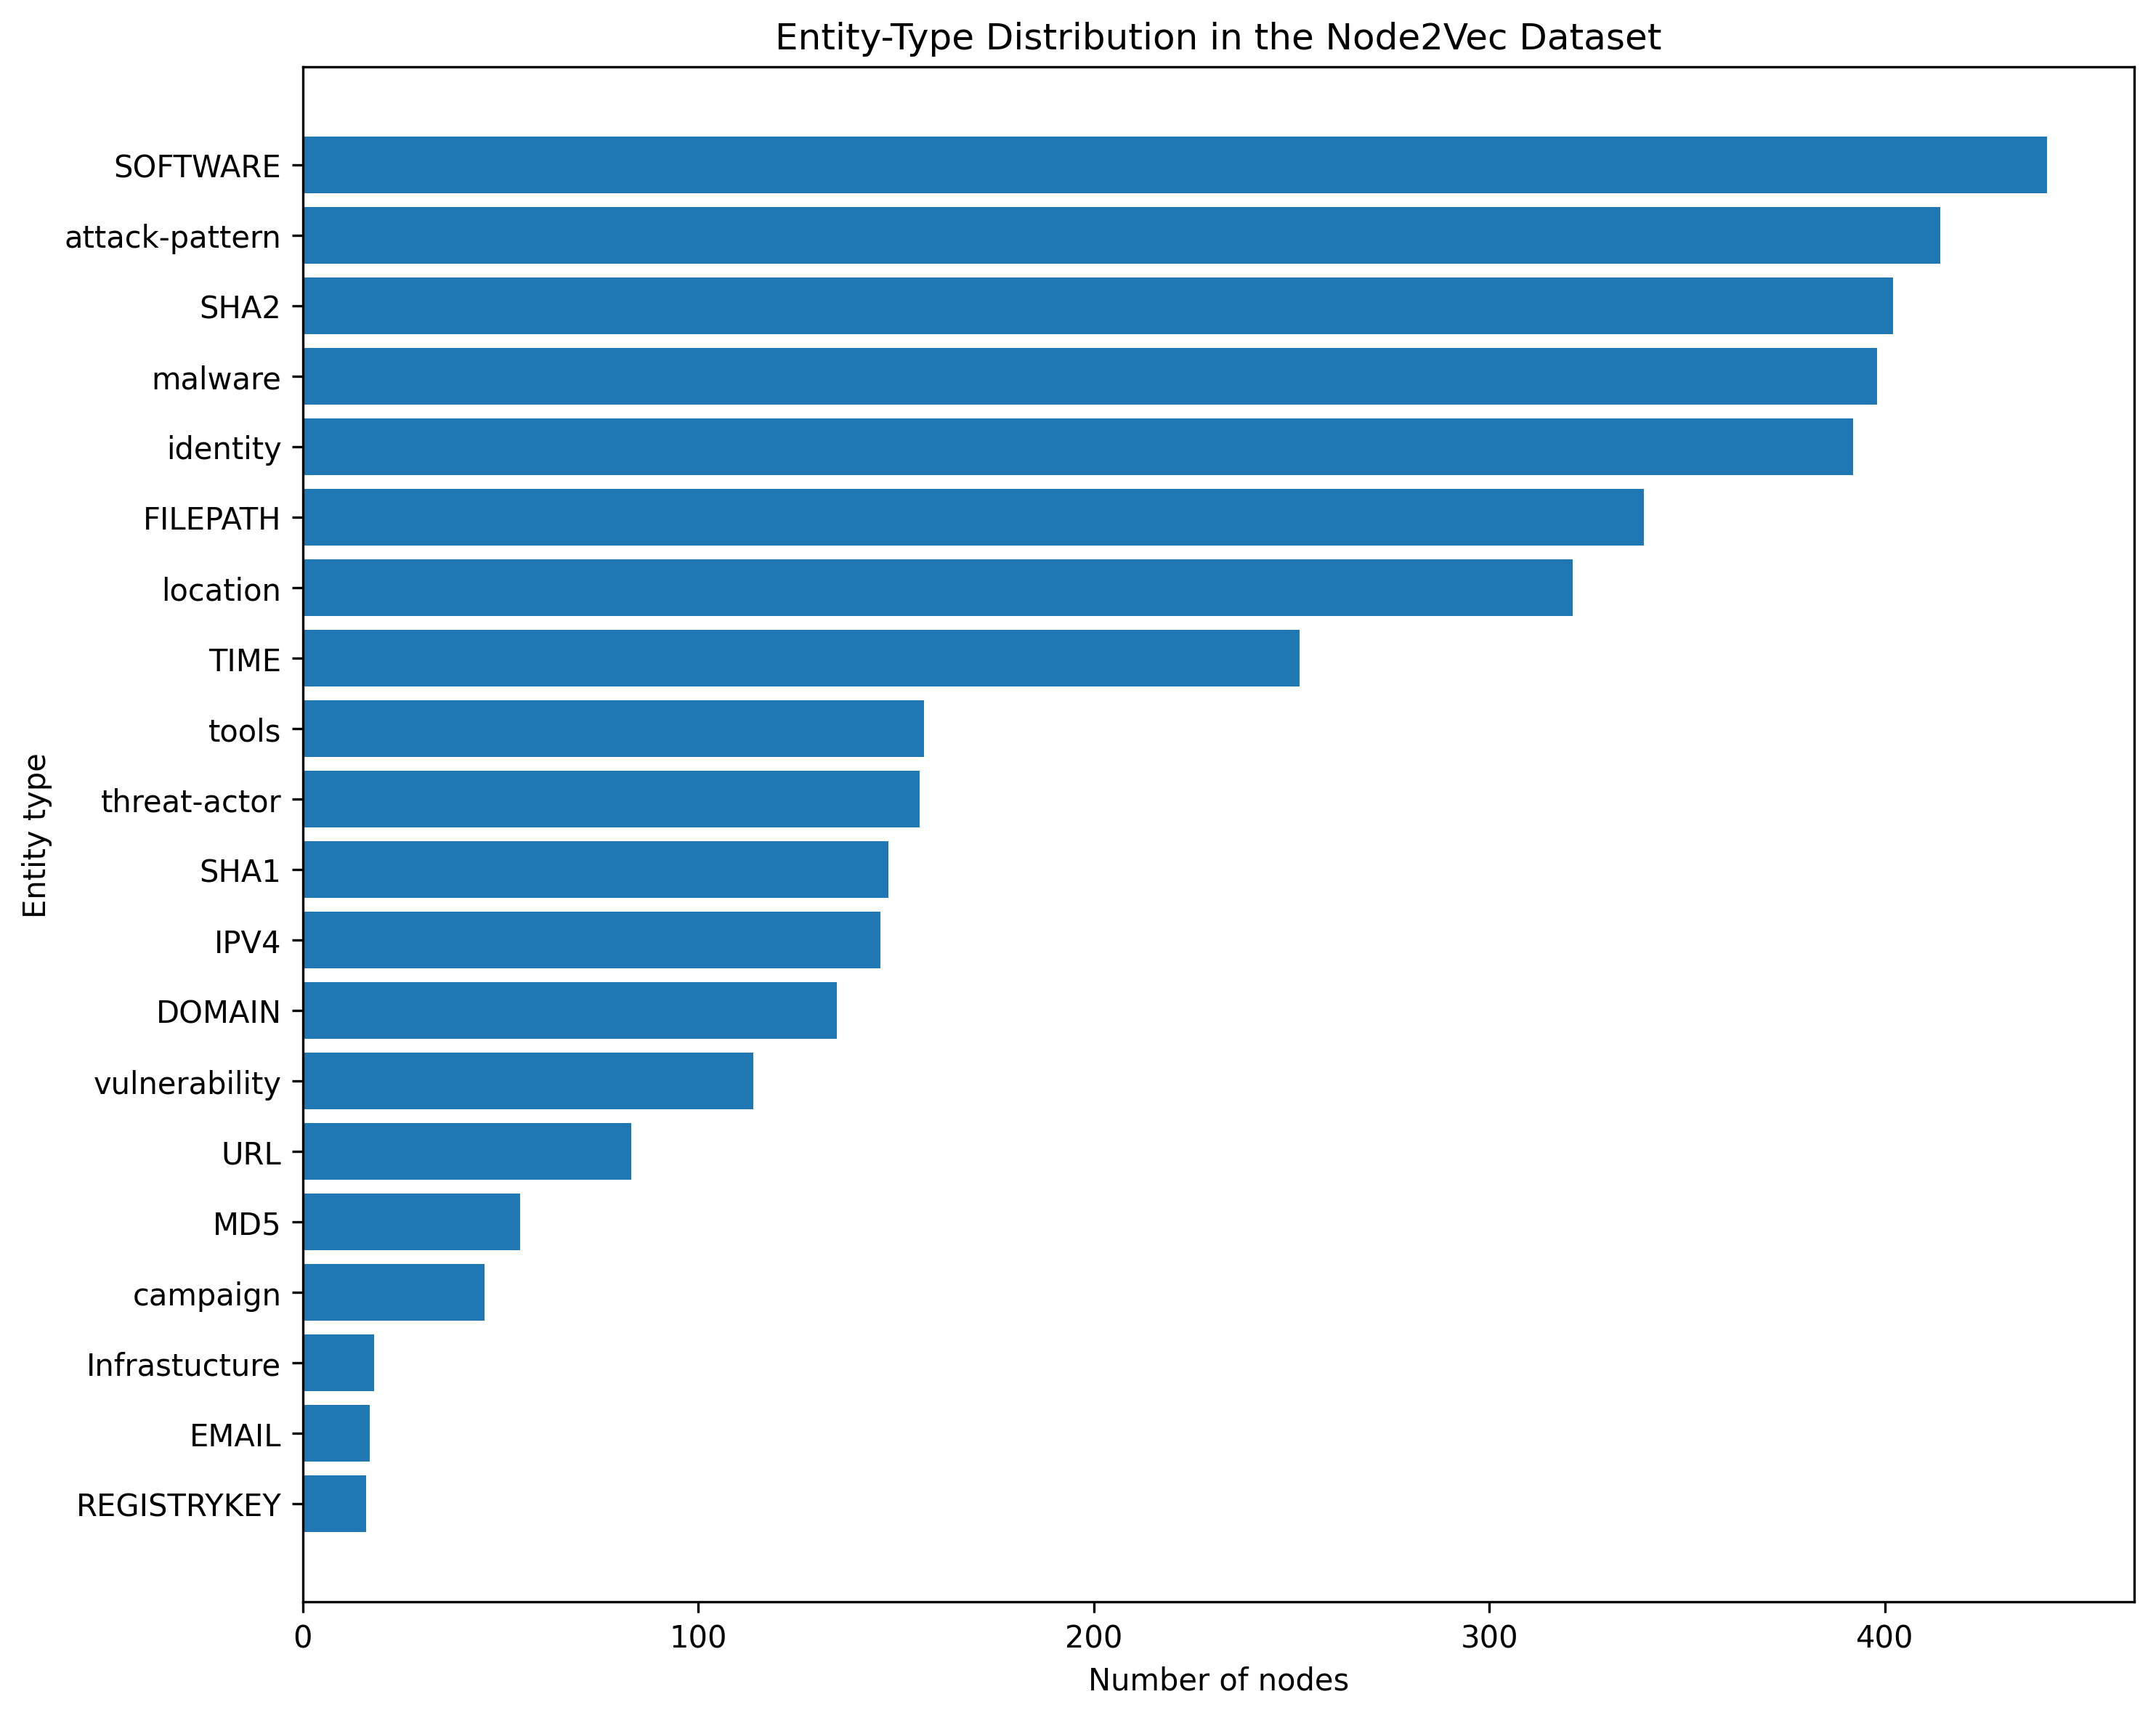 Entity-Type Distribution in the Node2Vec Dataset
SOFTWARE
attack-pattern
SHA2
malware
identity
FILEPATH
location
TIME
tools
threat-actor
SHA1
IPV4
DOMAIN
vulnerability
URL
MD5
campaign
Infrastucture
EMAIL
REGISTRYKEY
Entity type
0 100 200 300 400
Number of nodes